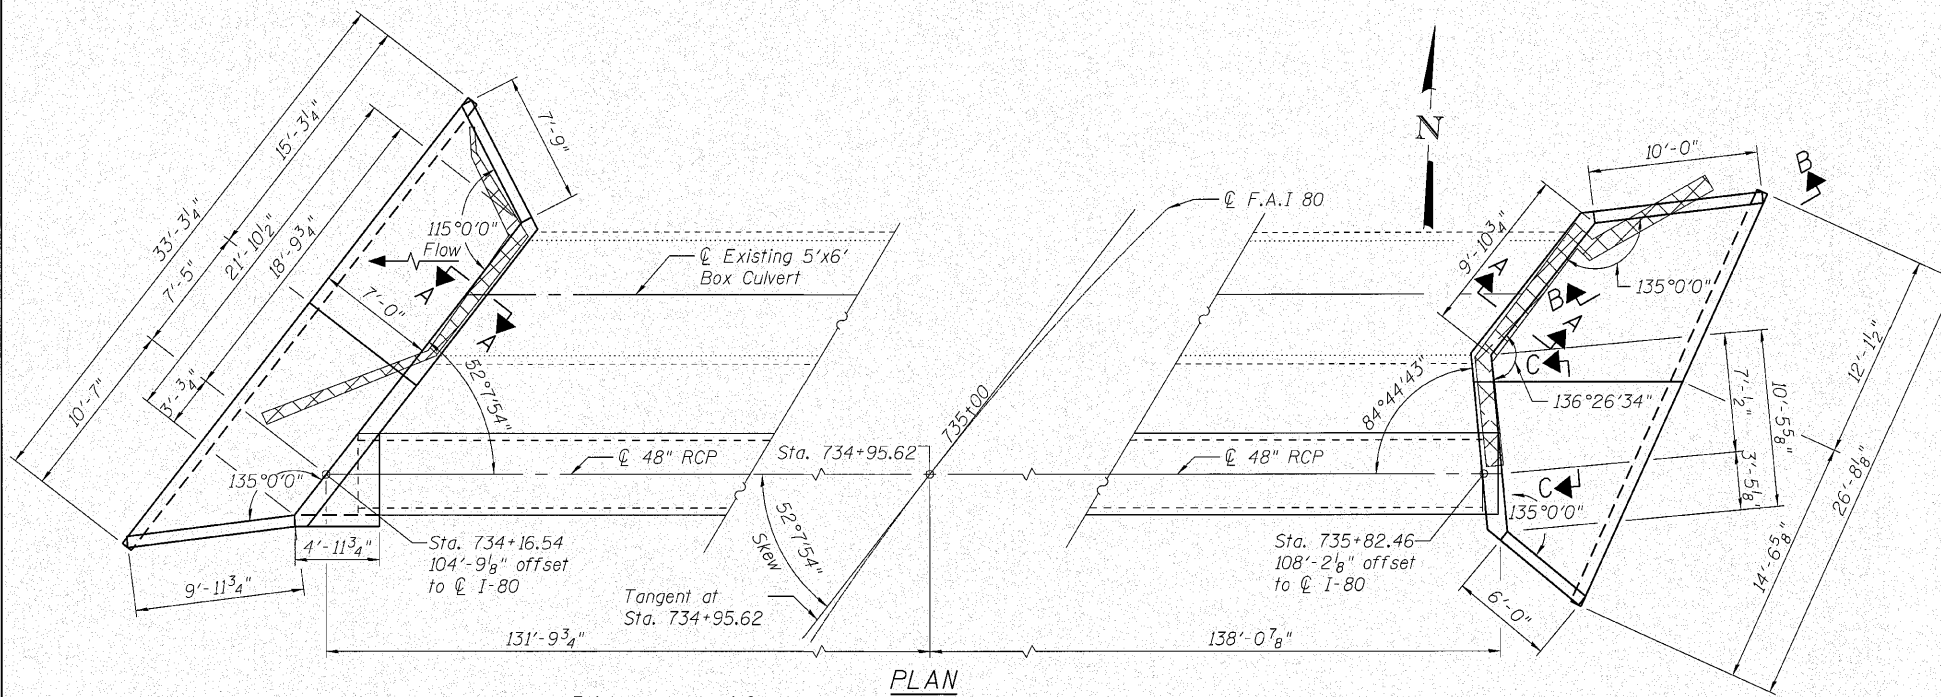 33'-3¼"
15'-3¼"
7'-5"
10'-7"
21'-10½"
18'-9¾"
3'-¾"
7'-9"
115°0'0"
Flow
A
A
7'-0"
52°7'54"
135°0'0"
4'-11¾"
9'-11¾"
℄ Existing 5'x6'
Box Culvert
℄ 48" RCP
Sta. 734+16.54
104'-9⅛" offset
to ℄ I-80
131'-9¾"
℄ F.A.I 80
735+00
Sta. 734+95.62
52°7'54"
Skew
Tangent at
Sta. 734+95.62
N
℄ 48" RCP
84°44'43"
Sta. 735+82.46
108'-2⅛" offset
to ℄ I-80
138'-0⅞"
10'-0"
B
9'-10¾"
A
B
A
C
135°0'0"
136°26'34"
C
135°0'0"
6'-0"
7'-½"
3'-5⅛"
10'-5⅝"
12'-1½"
14'-6⅝"
26'-8⅛"
PLAN